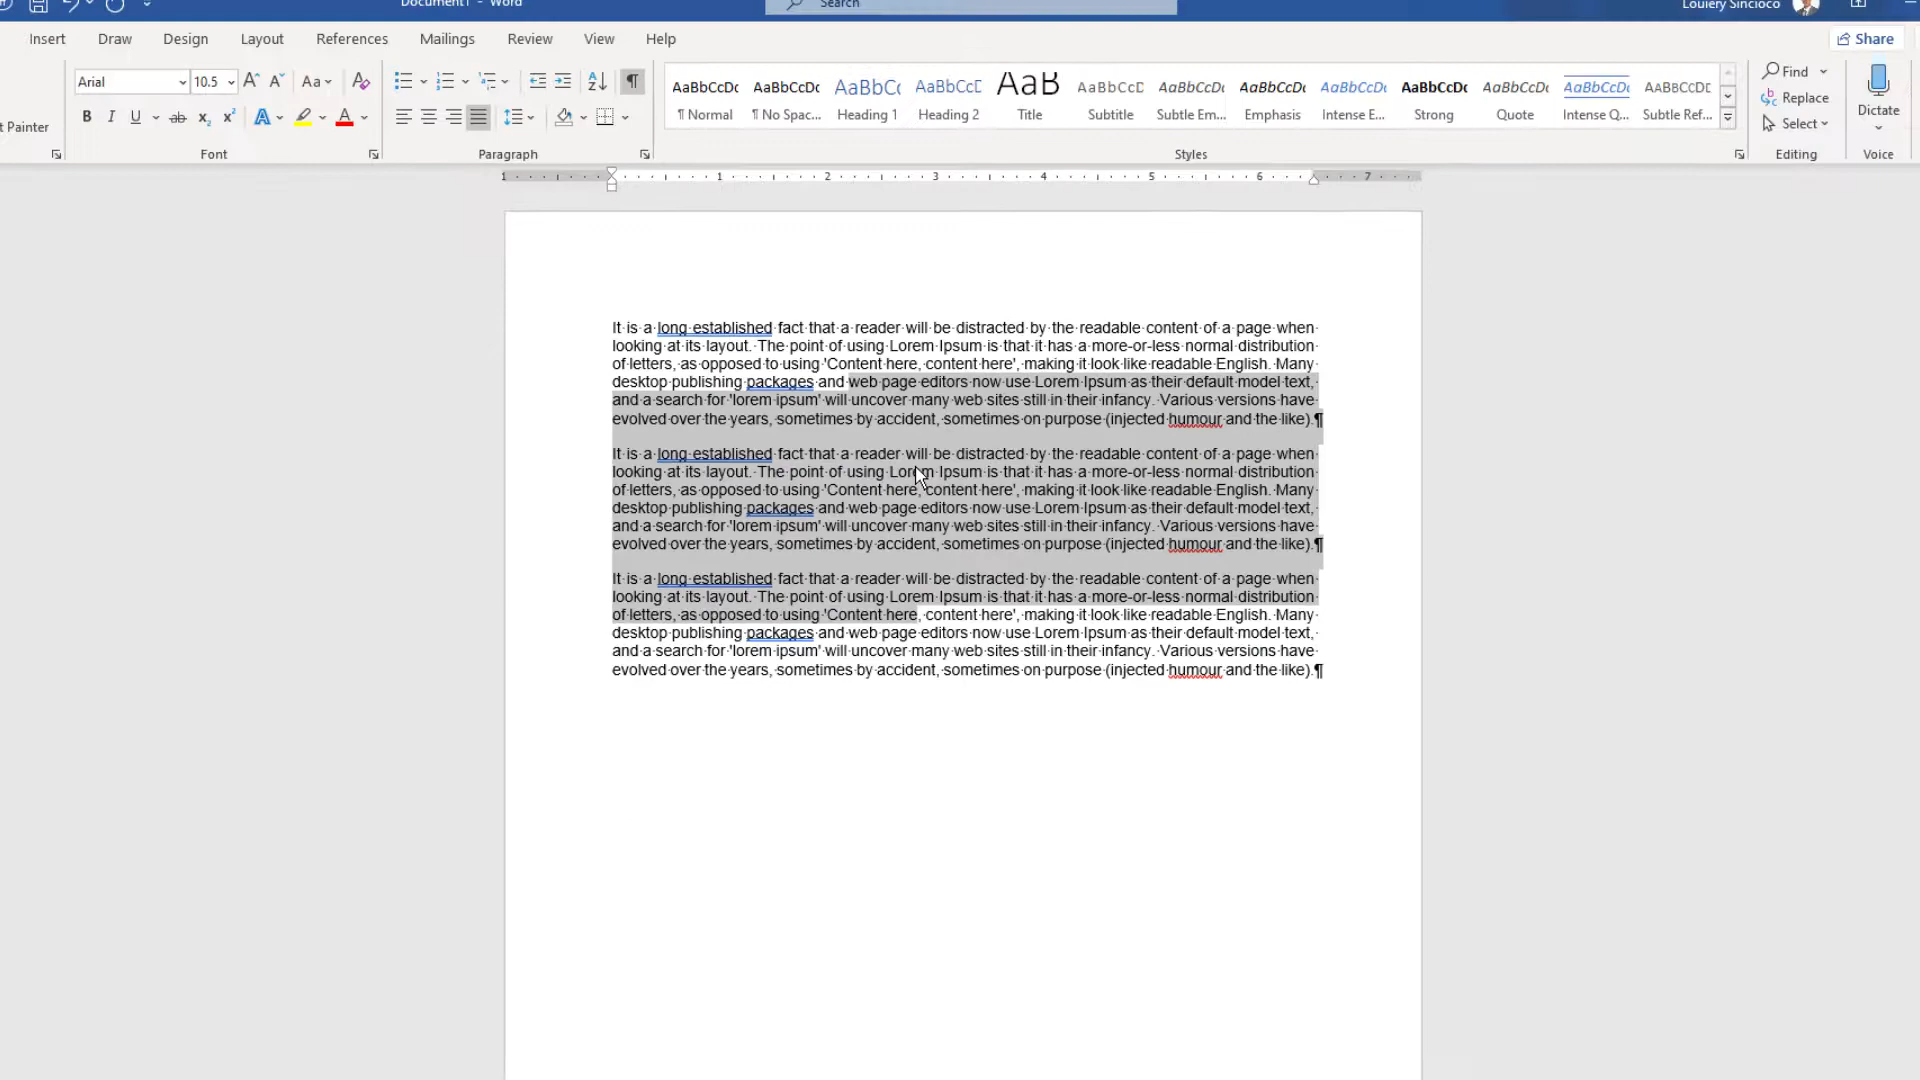 Document1 - Word
Search
Louiery Sincioco
Insert Draw Design Layout References Mailings Review View Help
Share
Arial 10.5
Aa
AaBbCcDc AaBbCcDc AaBbCc AaBbCcD AaB AaBbCcD AaBbCcDc AaBbCcDc AaBbCcDc AaBbCcDc AaBbCcDc AaBbCcDc AABBCCDD
¶ Normal ¶ No Spac... Heading 1 Heading 2 Title Subtitle Subtle Em... Emphasis Intense E... Strong Quote Intense Q... Subtle Ref...
Find
Replace
Select
Dictate
t Painter
B I U ab x₂ x² A A
Font Paragraph Styles Editing Voice
1 1 2 3 4 5 6 7
It is a long established fact that a reader will be distracted by the readable content of a page when
looking at its layout. The point of using Lorem Ipsum is that it has a more-or-less normal distribution
of letters, as opposed to using 'Content here, content here', making it look like readable English. Many
desktop publishing packages and web page editors now use Lorem Ipsum as their default model text,
and a search for 'lorem ipsum' will uncover many web sites still in their infancy. Various versions have
evolved over the years, sometimes by accident, sometimes on purpose (injected humour and the like).¶
It is a long established fact that a reader will be distracted by the readable content of a page when
looking at its layout. The point of using Lorem Ipsum is that it has a more-or-less normal distribution
of letters, as opposed to using 'Content here, content here', making it look like readable English. Many
desktop publishing packages and web page editors now use Lorem Ipsum as their default model text,
and a search for 'lorem ipsum' will uncover many web sites still in their infancy. Various versions have
evolved over the years, sometimes by accident, sometimes on purpose (injected humour and the like).¶
It is a long established fact that a reader will be distracted by the readable content of a page when
looking at its layout. The point of using Lorem Ipsum is that it has a more-or-less normal distribution
of letters, as opposed to using 'Content here, content here', making it look like readable English. Many
desktop publishing packages and web page editors now use Lorem Ipsum as their default model text,
and a search for 'lorem ipsum' will uncover many web sites still in their infancy. Various versions have
evolved over the years, sometimes by accident, sometimes on purpose (injected humour and the like).¶